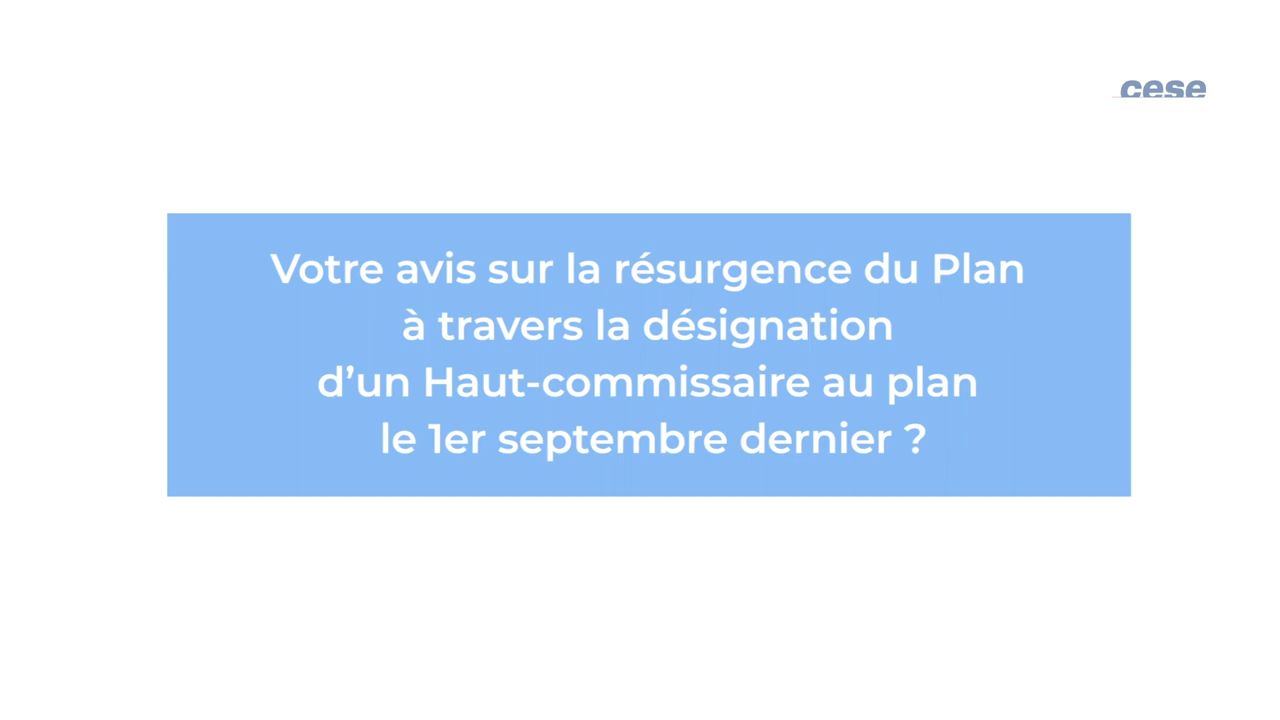 cese
Votre avis sur la résurgence du Plan
à travers la désignation
d’un Haut-commissaire au plan
le 1er septembre dernier ?